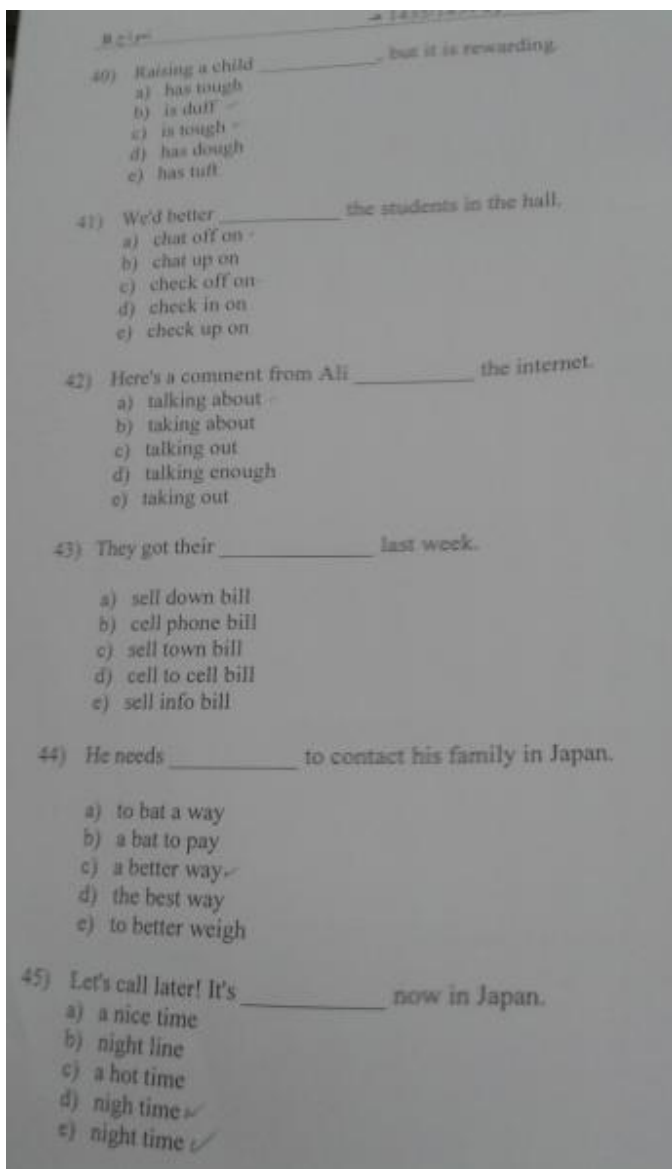 40) Raising a child ____________, but it is rewarding.
a) has tough
b) is duff
c) is tough
d) has dough
e) has tuft
41) We'd better ____________ the students in the hall.
a) chat off on
b) chat up on
c) check off on
d) check in on
e) check up on
42) Here's a comment from Ali ____________ the internet.
a) talking about
b) taking about
c) talking out
d) talking enough
e) taking out
43) They got their _______________ last week.
a) sell down bill
b) cell phone bill
c) sell town bill
d) cell to cell bill
e) sell info bill
44) He needs _____________ to contact his family in Japan.
a) to bat a way
b) a bat to pay
c) a better way
d) the best way
e) to better weigh
45) Let's call later! It's ______________ now in Japan.
a) a nice time
b) night line
c) a hot time
d) nigh time
e) night time